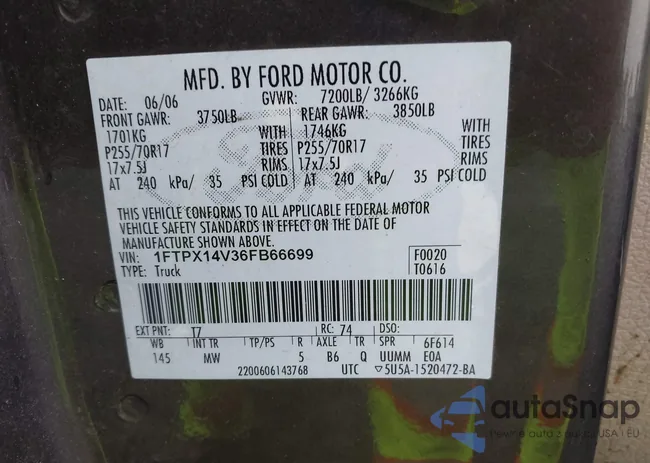 MFD. BY FORD MOTOR CO.
DATE: 06/06 GVWR: 7200LB/ 3266KG
FRONT GAWR: 3750LB REAR GAWR: 3850LB
1701KG WITH 1746KG WITH
P255/70R17 TIRES P255/70R17 TIRES
17x7.5J RIMS 17x7.5J RIMS
AT 240 kPa/ 35 PSI COLD AT 240 kPa/ 35 PSI COLD
THIS VEHICLE CONFORMS TO ALL APPLICABLE FEDERAL MOTOR
VEHICLE SAFETY STANDARDS IN EFFECT ON THE DATE OF
MANUFACTURE SHOWN ABOVE.
VIN: 1FTPX14V36FB66699 F0020
TYPE: Truck T0616
EXT PNT: T7 RC: 74 DSO:
WB INT TR TP/PS R AXLE TR SPR 6F614
145 MW 5 B6 Q UUMM E0A
2200606143768 UTC ▽5U5A-1520472-BA
Ford
autoSnap
USA | EU